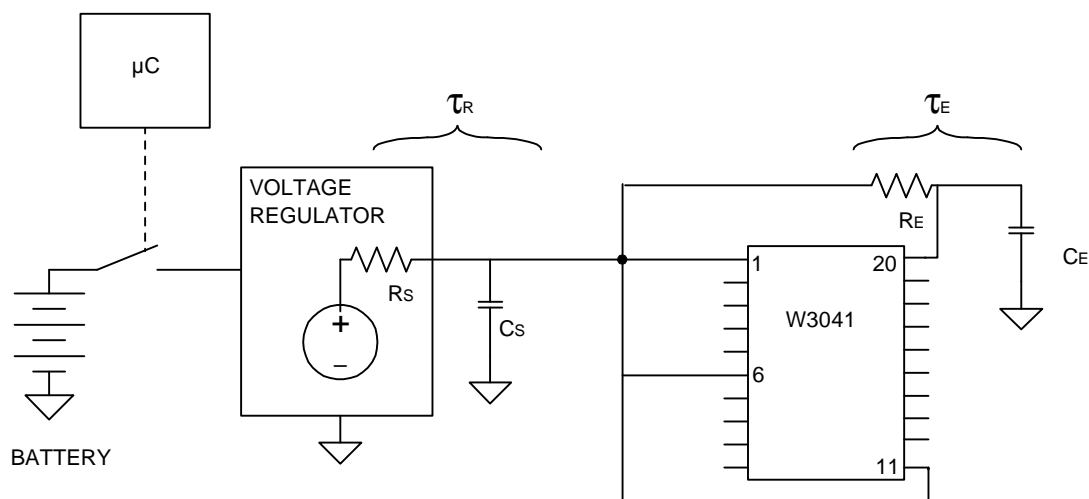 µC
τR
τE
VOLTAGE
REGULATOR
RS
+
–
CS
RE
CE
1
20
W3041
6
11
BATTERY